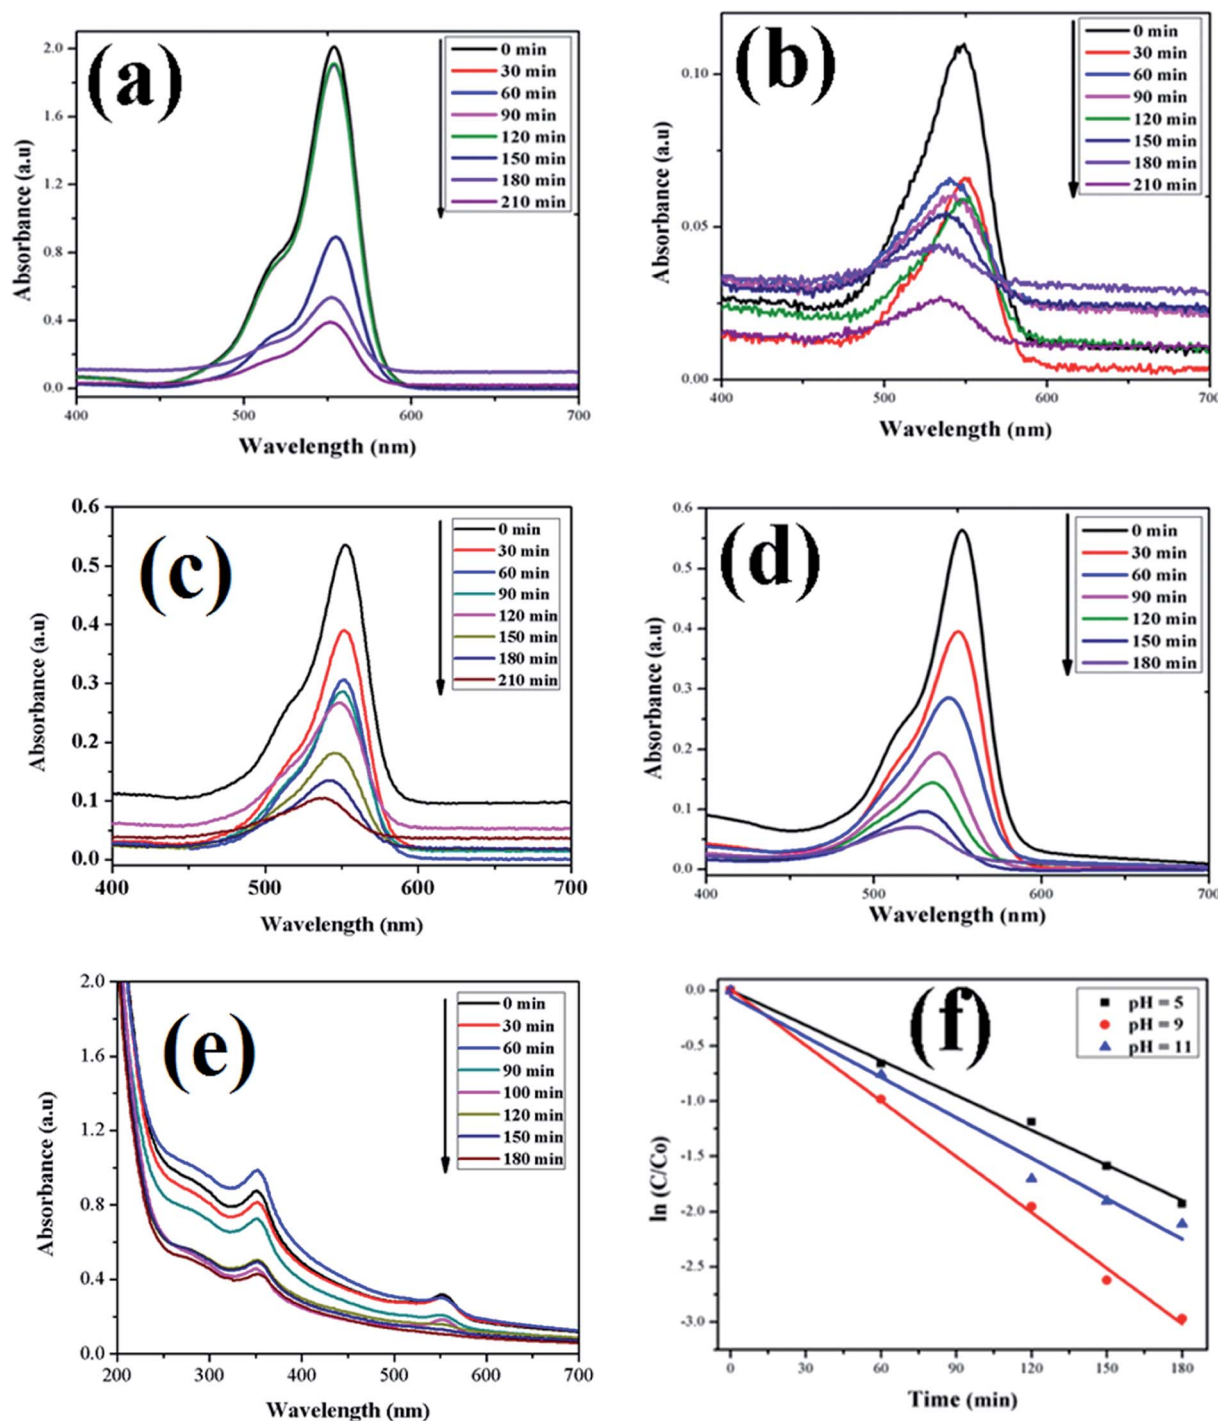 (a)
2.0
1.6
1.2
0.8
0.4
0.0
400
500
600
700
Absorbance (a.u)
Wavelength (nm)
0 min
30 min
60 min
90 min
120 min
150 min
180 min
210 min
(b)
0.10
0.05
0.00
400
500
600
700
Absorbance (a.u)
Wavelength (nm)
0 min
30 min
60 min
90 min
120 min
150 min
180 min
210 min
(c)
0.6
0.5
0.4
0.3
0.2
0.1
0.0
400
500
600
700
Absorbance (a.u)
Wavelength (nm)
0 min
30 min
60 min
90 min
120 min
150 min
180 min
210 min
(d)
0.6
0.5
0.4
0.3
0.2
0.1
0.0
400
500
600
700
Absorbance (a.u)
Wavelength (nm)
0 min
30 min
60 min
90 min
120 min
150 min
180 min
(e)
2.0
1.6
1.2
0.8
0.4
0.0
200
300
400
500
600
700
Absorbance (a.u)
Wavelength (nm)
0 min
30 min
60 min
90 min
100 min
120 min
150 min
180 min
(f)
0.0
-0.5
-1.0
-1.5
-2.0
-2.5
-3.0
0
30
60
90
120
150
180
ln (C/Co)
Time (min)
pH = 5
pH = 9
pH = 11